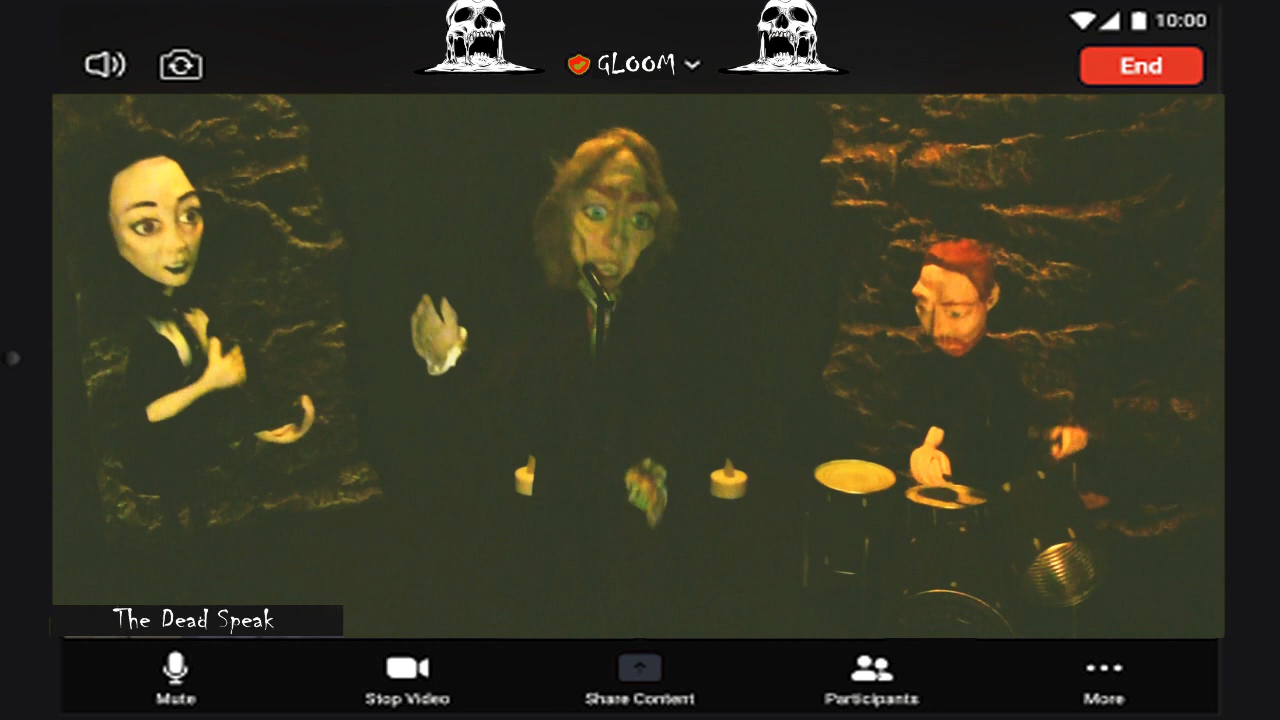 10:00
GLOOM
End
The Dead Speak
Mute
Stop Video
Share Content
Participants
More